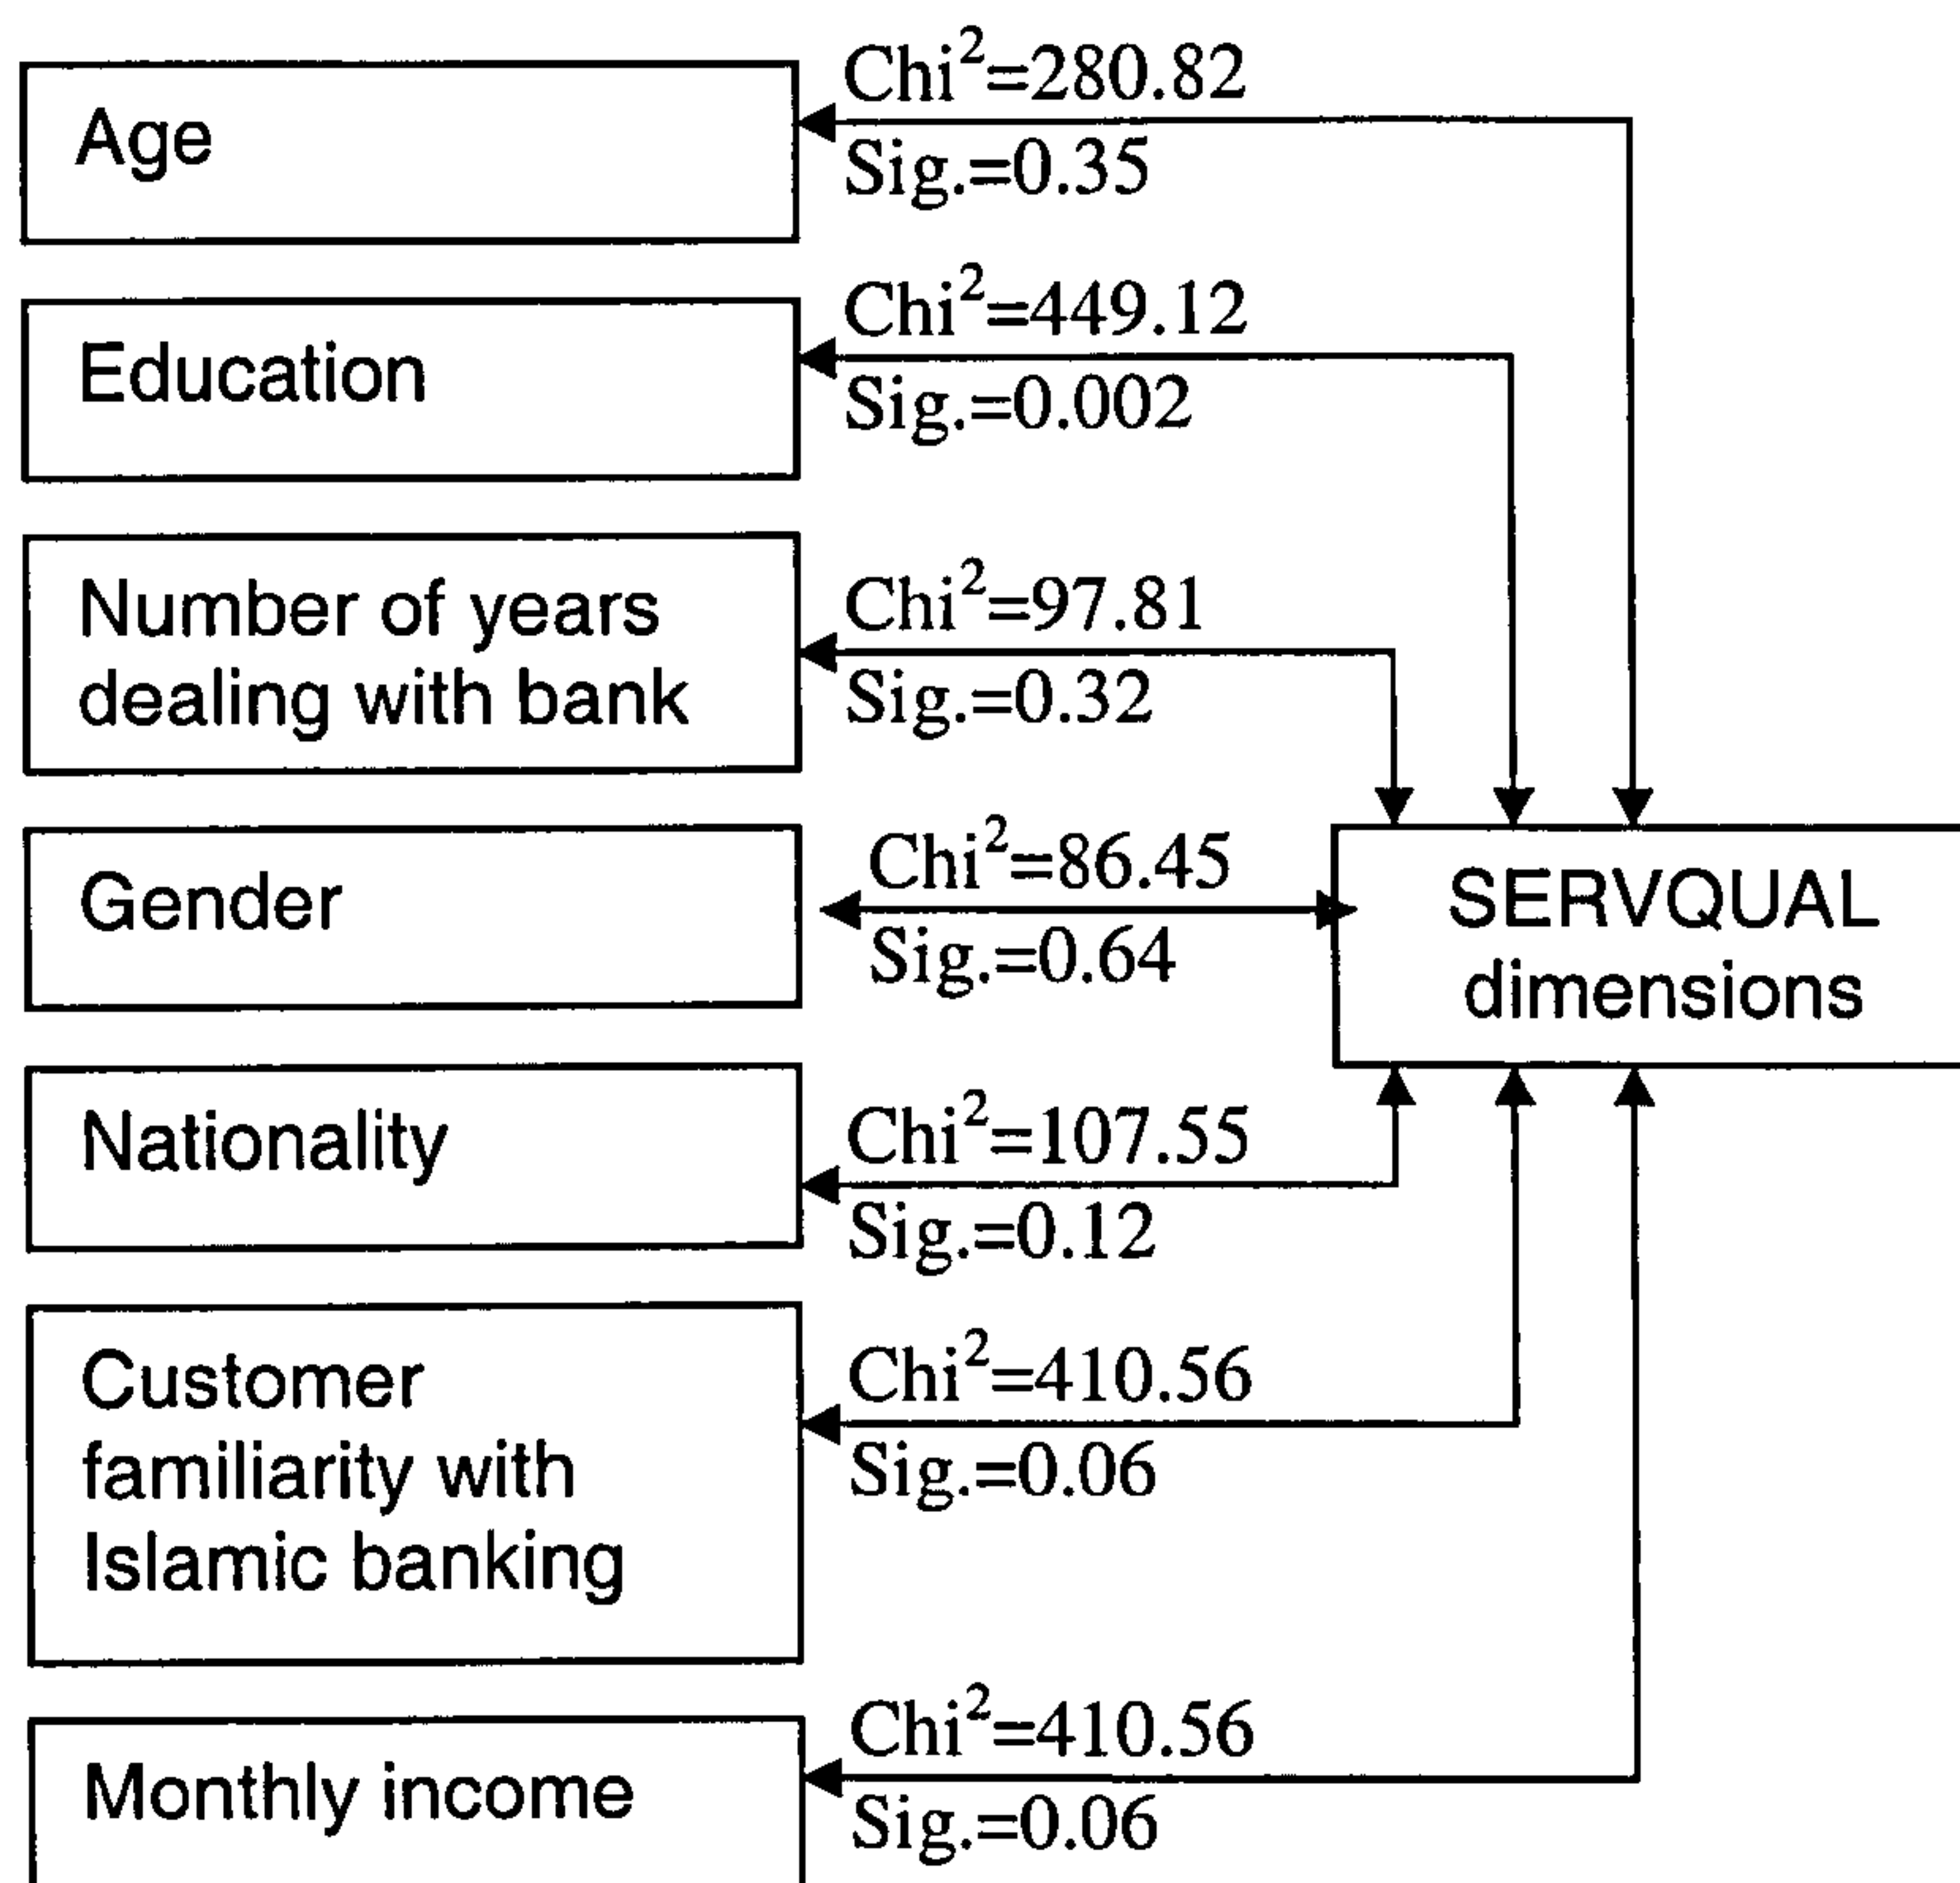 Chi²=280.82
Age
Sig.=0.35
Chi²=449.12
Education
Sig.=0.002
Number of years
dealing with bank
Chi²=97.81
Sig.=0.32
Gender
Chi²=86.45
Sig.=0.64
SERVQUAL
dimensions
Nationality
Chi²=107.55
Sig.=0.12
Customer
familiarity with
Islamic banking
Chi²=410.56
Sig.=0.06
Monthly income
Chi²=410.56
Sig.=0.06